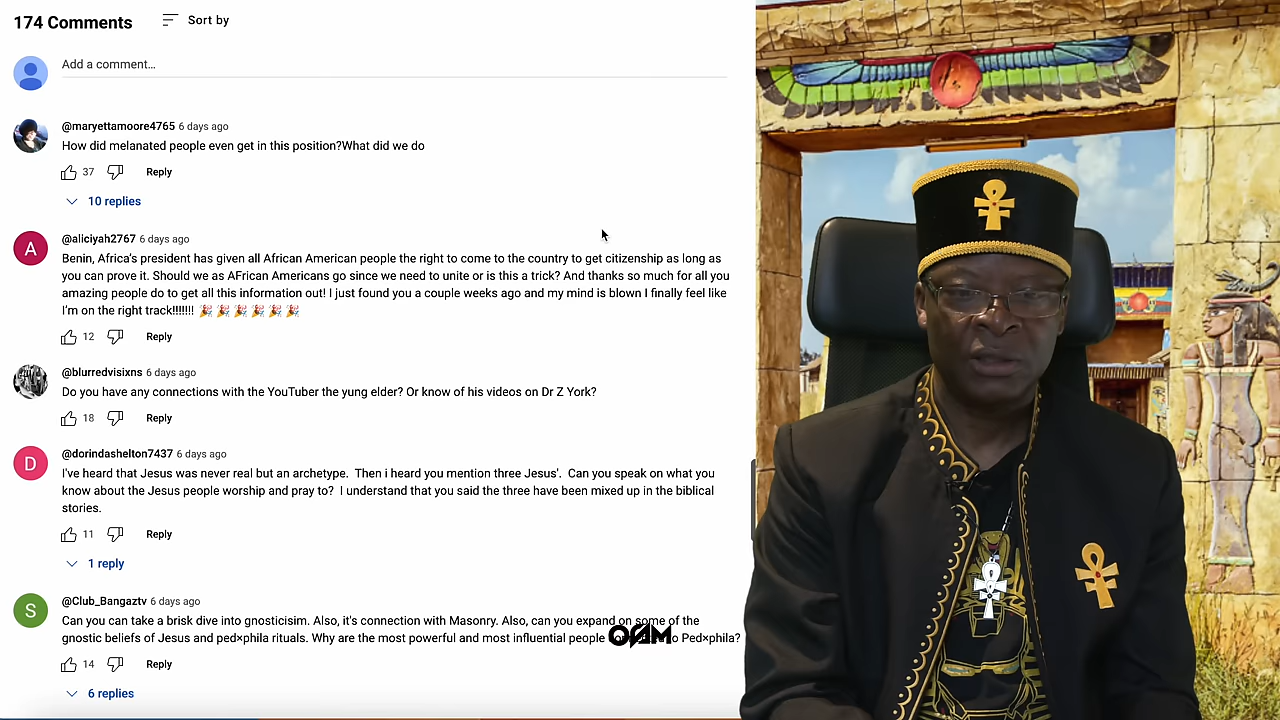 174 Comments
Sort by
Add a comment…
@maryettamoore4765 6 days ago
How did melanated people even get in this position?What did we do
37
Reply
10 replies
A
@aliciyah2767 6 days ago
Benin, Africa's president has given all African American people the right to come to the country to get citizenship as long as
you can prove it. Should we as AFrican Americans go since we need to unite or is this a trick? And thanks so much for all you
amazing people do to get all this information out! I just found you a couple weeks ago and my mind is blown I finally feel like
I'm on the right track!!!!!!! 🎉 🎉 🎉 🎉 🎉 🎉
12
Reply
@blurredvisixns 6 days ago
Do you have any connections with the YouTuber the yung elder? Or know of his videos on Dr Z York?
18
Reply
D
@dorindashelton7437 6 days ago
I've heard that Jesus was never real but an archetype. Then i heard you mention three Jesus'. Can you speak on what you
know about the Jesus people worship and pray to? I understand that you said the three have been mixed up in the biblical
stories.
11
Reply
1 reply
S
@Club_Bangaztv 6 days ago
Can you can take a brisk dive into gnosticisim. Also, it's connection with Masonry. Also, can you expand on some of the
gnostic beliefs of Jesus and ped×phila rituals. Why are the most powerful and most influential people Ped×phila?
14
Reply
6 replies